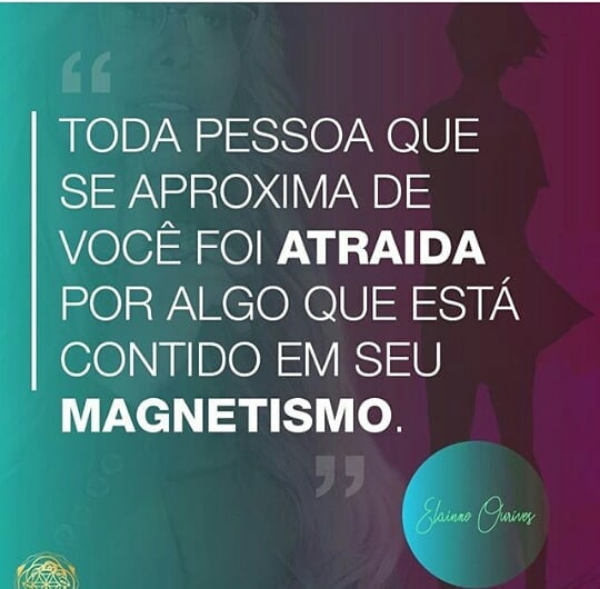 “
TODA PESSOA QUE
SE APROXIMA DE
VOCÊ FOI ATRAIDA
POR ALGO QUE ESTÁ
CONTIDO EM SEU
MAGNETISMO.
”
Elainne Ourives